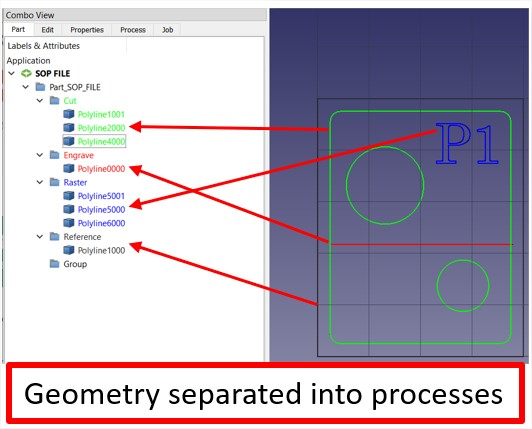 Combo View
Part Edit Properties Process Job
Labels & Attributes
Application
SOP FILE
Part_SOP_FILE
Cut
Polyline1001
Polyline2000
Polyline4000
Engrave
Polyline0000
Raster
Polyline5001
Polyline5000
Polyline6000
Reference
Polyline1000
Group
P1
Geometry separated into processes